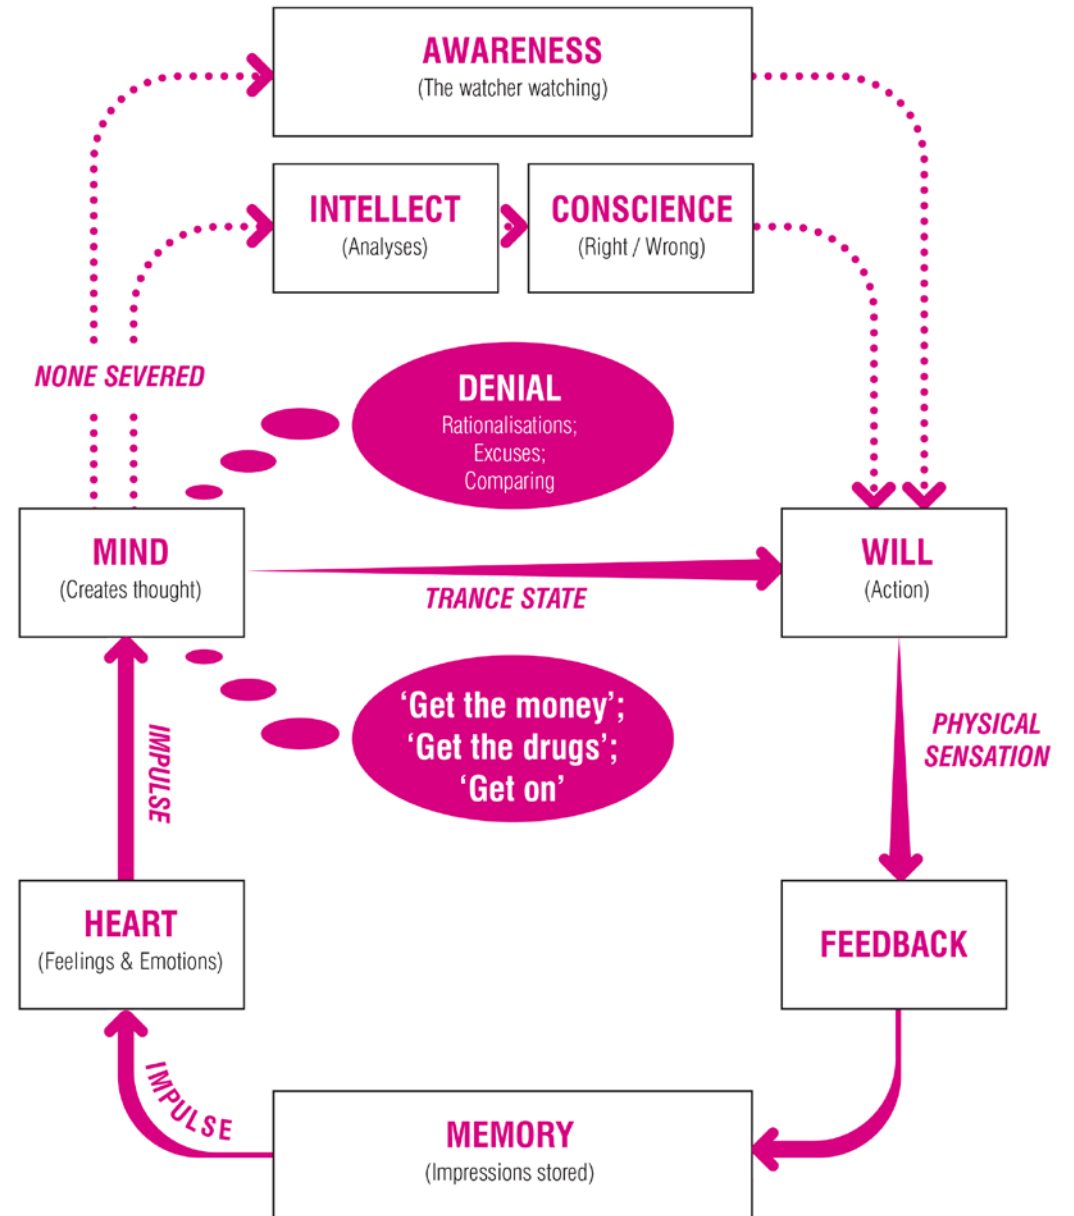 AWARENESS
(The watcher watching)
INTELLECT
(Analyses)
CONSCIENCE
(Right / Wrong)
NONE SEVERED
DENIAL
Rationalisations;
Excuses;
Comparing
MIND
(Creates thought)
TRANCE STATE
WILL
(Action)
‘Get the money’;
‘Get the drugs’;
‘Get on’
IMPULSE
PHYSICAL
SENSATION
HEART
(Feelings & Emotions)
FEEDBACK
IMPULSE
MEMORY
(Impressions stored)